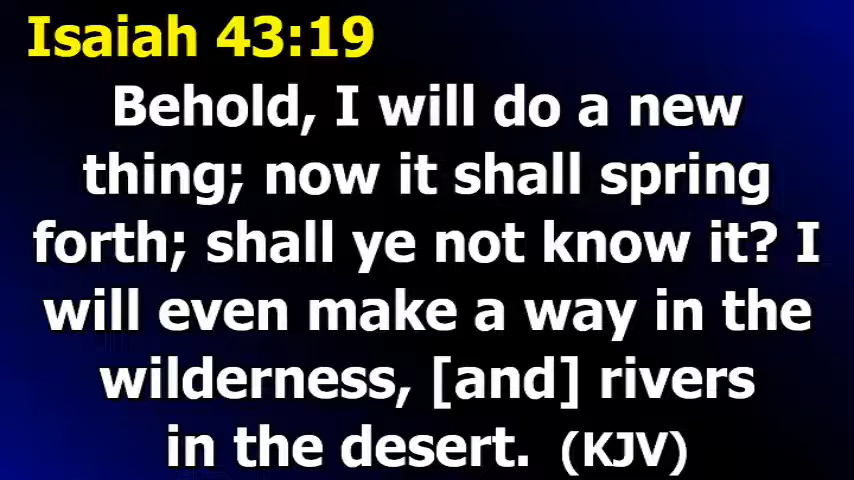 Isaiah 43:19
Behold, I will do a new
thing; now it shall spring
forth; shall ye not know it? I
will even make a way in the
wilderness, [and] rivers
in the desert. (KJV)